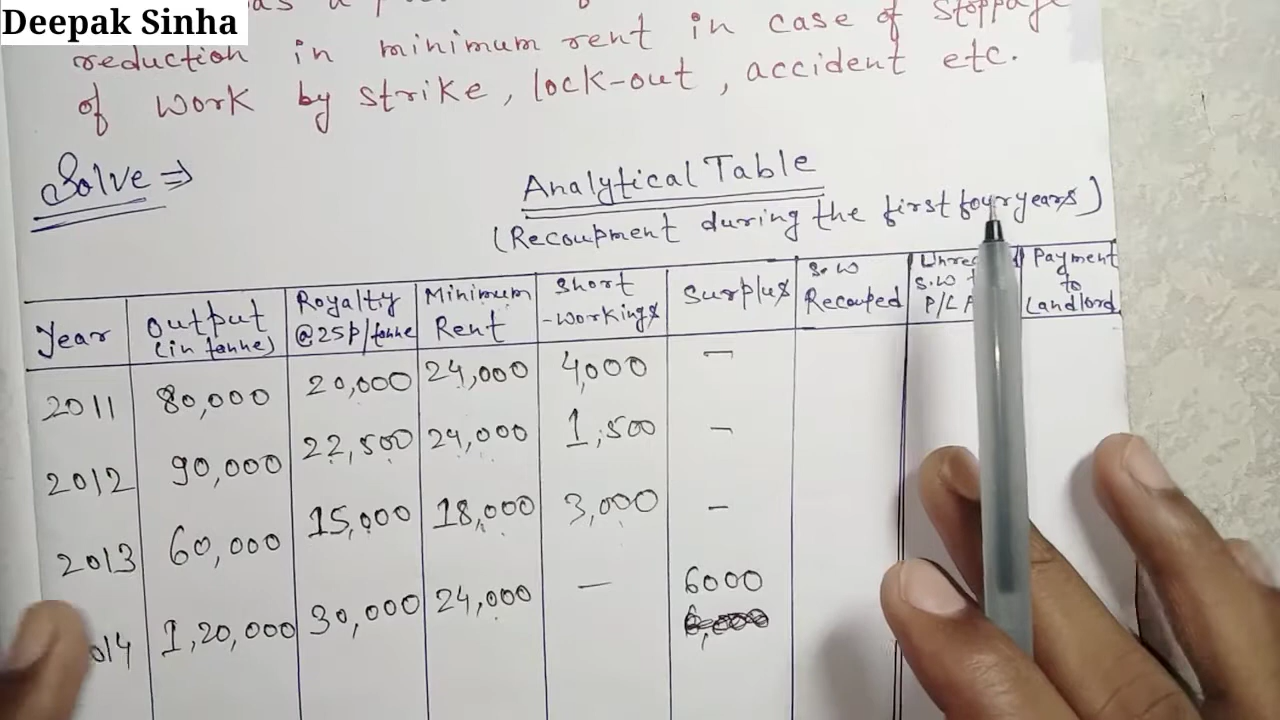 Deepak Sinha
reduction in minimum rent in case of stoppage
of work by strike, lock-out, accident etc.
Solve ⇒
Analytical Table
(Recoupment during the first four years)
Year Output (in tonne) Royalty @25p/tonne Minimum Rent Short-workings Surplus S.W Recouped S.W P/L Payment to Landlord
2011 80,000 20,000 24,000 4,000 –
2012 90,000 22,500 24,000 1,500 –
2013 60,000 15,000 18,000 3,000 –
014 1,20,000 30,000 24,000 – 6000